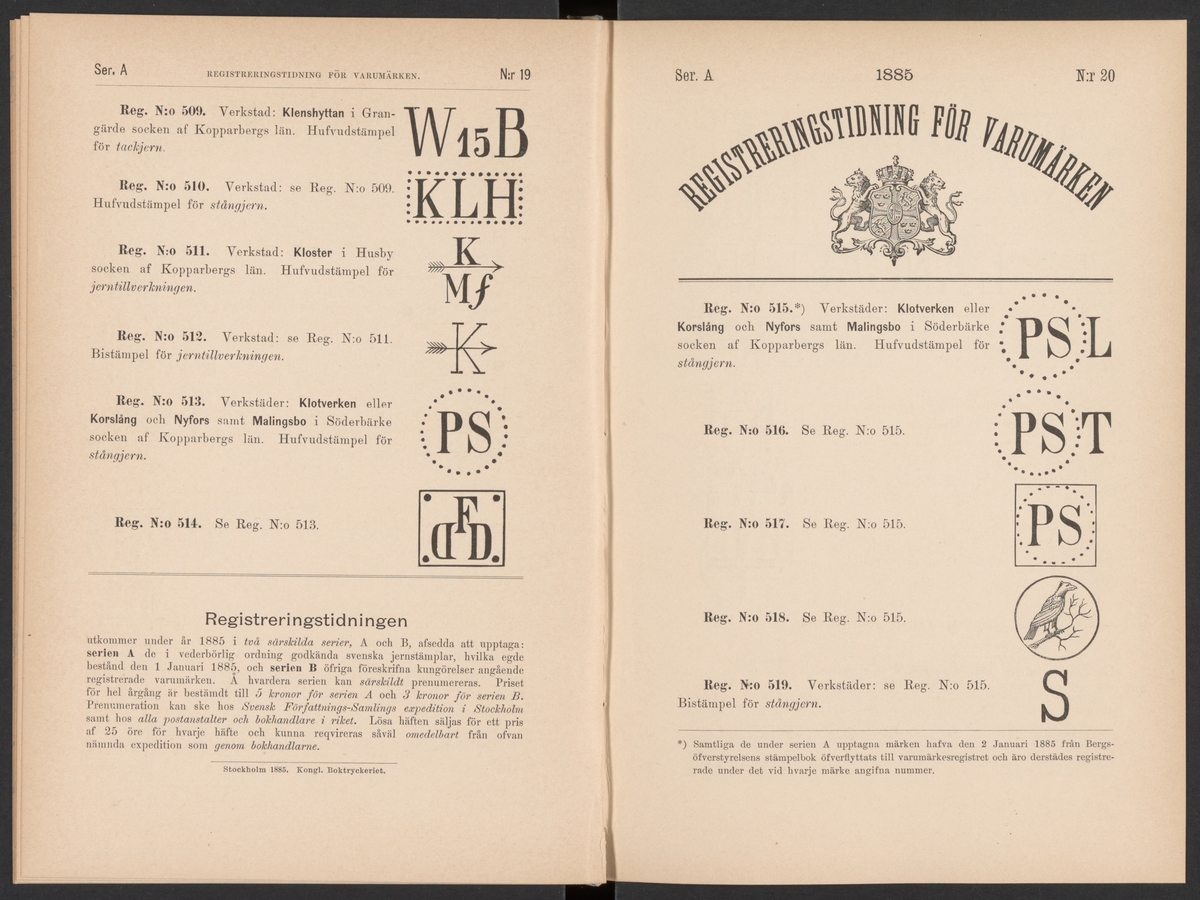 Ser. A REGISTRERINGSTIDNING FÖR VARUMÄRKEN. N:r 19
Reg. N:o 509. Verkstad: Klenshyttan i Gran-
gärde socken af Kopparbergs län. Hufvudstämpel
för tackjern.
W15B
Reg. N:o 510. Verkstad: se Reg. N:o 509.
Hufvudstämpel för stångjern.
KLH
Reg. N:o 511. Verkstad: Kloster i Husby
socken af Kopparbergs län. Hufvudstämpel för
jerntillverkningen.
K
Mf
Reg. N:o 512. Verkstad: se Reg. N:o 511.
Bistämpel för jerntillverkningen.
K
Reg. N:o 513. Verkstäder: Klotverken eller
Korslång och Nyfors samt Malingsbo i Söderbärke
socken af Kopparbergs län. Hufvudstämpel för
stångjern.
PS
Reg. N:o 514. Se Reg. N:o 513.
F
D D
Registreringstidningen
utkommer under år 1885 i två särskilda serier, A och B, afsedda att upptaga:
serien A de i vederbörlig ordning godkända svenska jernstämplar, hvilka egde
bestånd den 1 Januari 1885, och serien B öfriga föreskrifna kungörelser angående
registrerade varumärken. Å hvardera serien kan särskildt prenumereras. Priset
för hel årgång är bestämdt till 5 kronor för serien A och 3 kronor för serien B.
Prenumeration kan ske hos Svensk Författnings-Samlings expedition i Stockholm
samt hos alla postanstalter och bokhandlare i riket. Lösa häften säljas för ett pris
af 25 öre för hvarje häfte och kunna reqvireras såväl omedelbart från ofvan
nämnda expedition som genom bokhandlarne.
Stockholm 1885. Kongl. Boktryckeriet.
Ser. A 1885 N:r 20
REGISTRERINGSTIDNING FÖR VARUMÄRKEN
Reg. N:o 515.*) Verkstäder: Klotverken eller
Korslång och Nyfors samt Malingsbo i Söderbärke
socken af Kopparbergs län. Hufvudstämpel för
stångjern.
PS L
Reg. N:o 516. Se Reg. N:o 515.
PS T
Reg. N:o 517. Se Reg. N:o 515.
PS
Reg. N:o 518. Se Reg. N:o 515.
Reg. N:o 519. Verkstäder: se Reg. N:o 515.
Bistämpel för stångjern.
S
*) Samtliga de under serien A upptagna märken hafva den 2 Januari 1885 från Bergs-
öfverstyrelsens stämpelbok öfverflyttats till varumärkesregistret och äro derstädes registre-
rade under det vid hvarje märke angifna nummer.